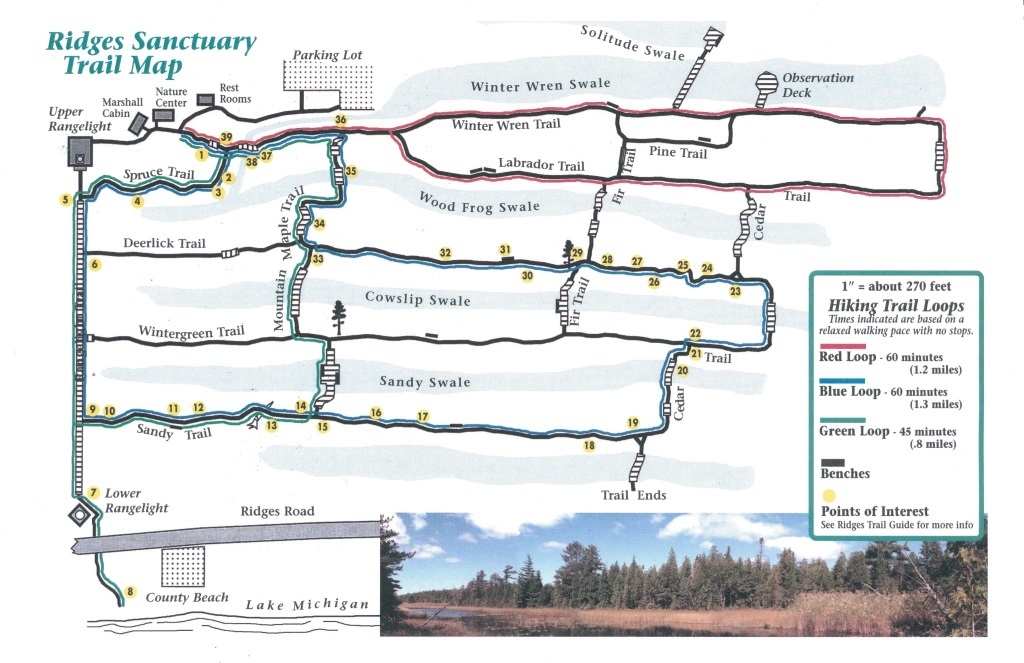 Ridges Sanctuary
Trail Map
Parking Lot
Solitude Swale
Winter Wren Swale
Observation
Deck
Rest
Rooms
Nature
Center
Marshall
Cabin
Upper
Rangelight
39
36
Winter Wren Trail
Pine Trail
1
38
37
2
3
Spruce Trail
4
5
35
Labrador Trail
Fir
Trail
Trail
Wood Frog Swale
Cedar
Maple Trail
34
Deerlick Trail
33
32
31
30
29
28
27
26
25
24
23
6
Mountain
Cowslip Swale
Fir Trail
Wintergreen Trail
22
21
Trail
20
Sandy Swale
Cedar
9
10
11
12
13
14
15
16
17
18
19
Sandy Trail
Trail Ends
7
Lower
Rangelight
Ridges Road
8
County Beach
Lake Michigan
1" = about 270 feet
Hiking Trail Loops
Times indicated are based on a
relaxed walking pace with no stops.
Red Loop - 60 minutes
(1.2 miles)
Blue Loop - 60 minutes
(1.3 miles)
Green Loop - 45 minutes
(.8 miles)
Benches
Points of Interest
See Ridges Trail Guide for more info